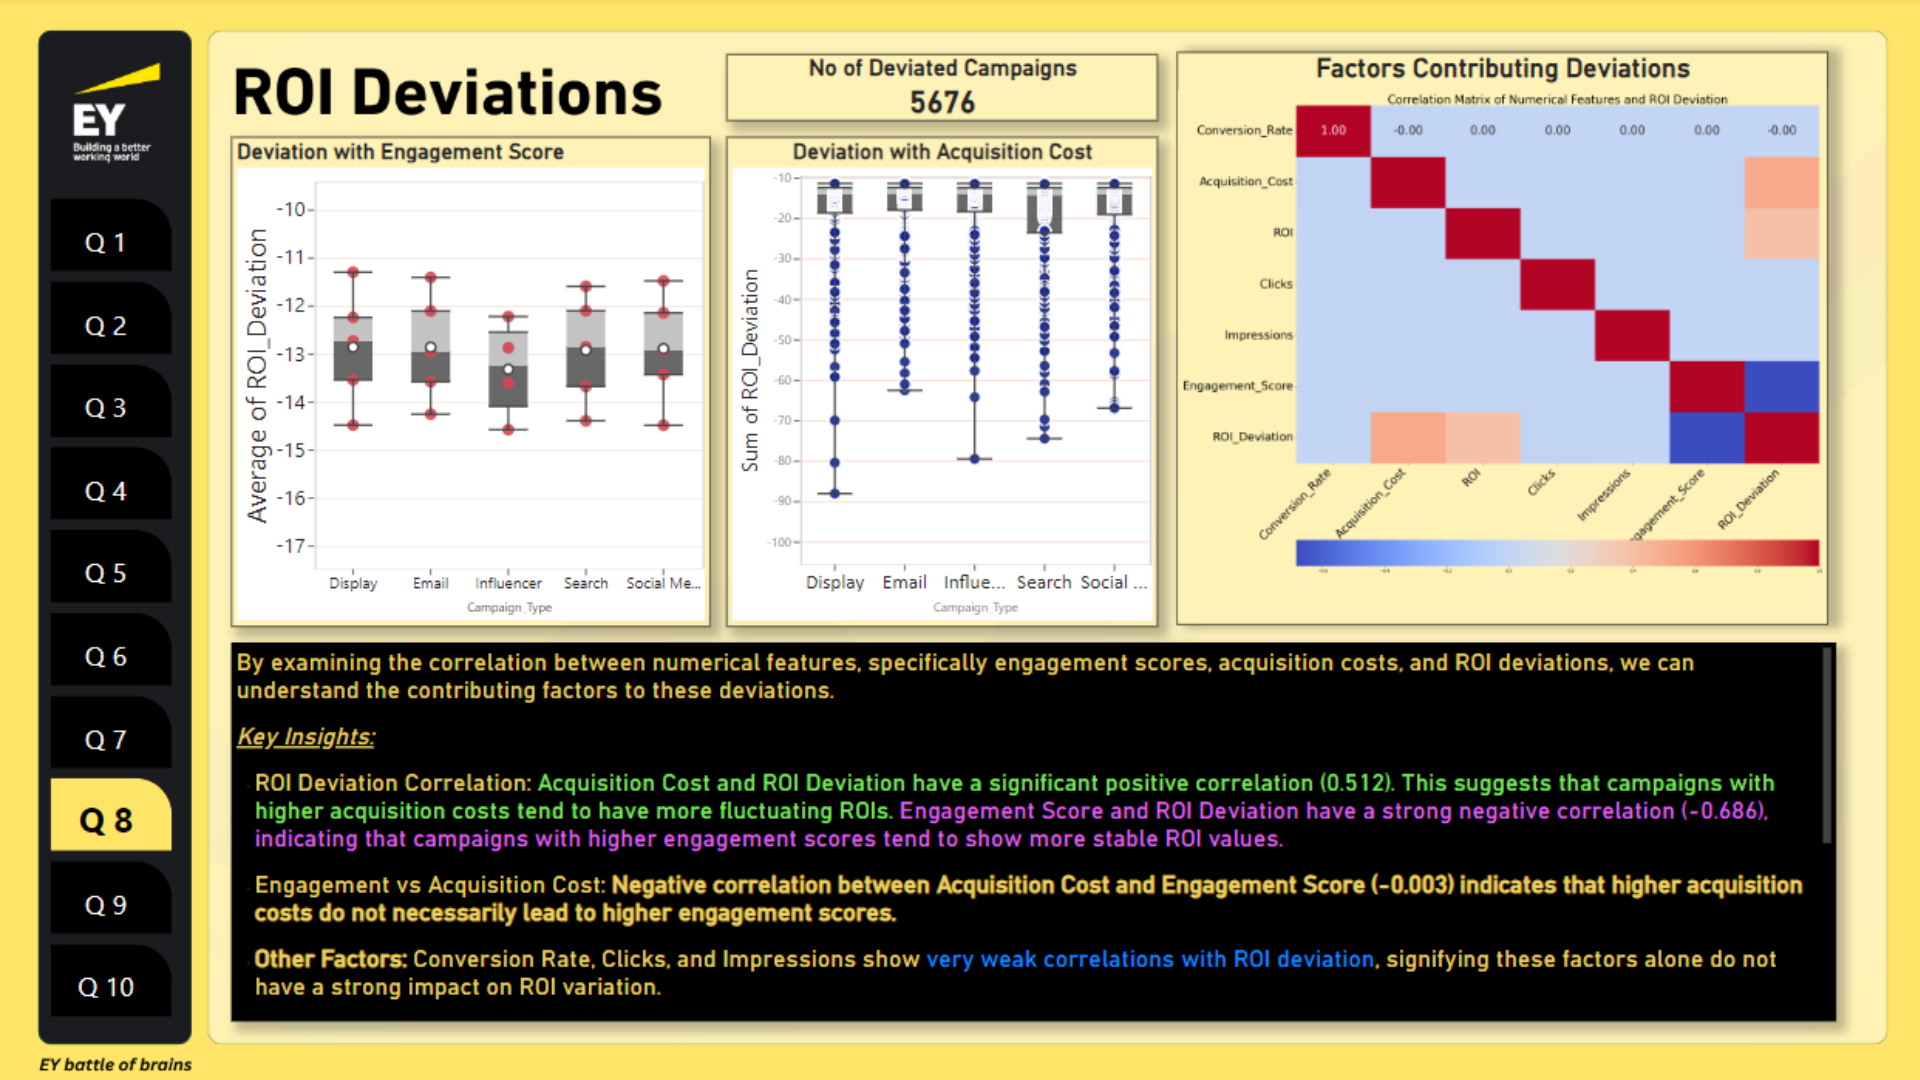 EY
Building a better
working world
Q 1
Q 2
Q 3
Q 4
Q 5
Q 6
Q 7
Q 8
Q 9
Q 10
EY battle of brains
ROI Deviations
No of Deviated Campaigns
5676
Deviation with Engagement Score
Average of ROI_Deviation
-10
-11
-12
-13
-14
-15
-16
-17
Display Email Influencer Search Social Me...
Campaign_Type
Deviation with Acquisition Cost
Sum of ROI_Deviation
-10
-20
-30
-40
-50
-60
-70
-80
-90
-100
Display Email Influe... Search Social ...
Campaign_Type
Factors Contributing Deviations
Correlation Matrix of Numerical Features and ROI Deviation
Conversion_Rate 1.00 -0.00 0.00 0.00 0.00 0.00 -0.00
Acquisition_Cost
ROI
Clicks
Impressions
Engagement_Score
ROI_Deviation
Conversion_Rate Acquisition_Cost ROI Clicks Impressions gagement_Score ROI_Deviation
By examining the correlation between numerical features, specifically engagement scores, acquisition costs, and ROI deviations, we can
understand the contributing factors to these deviations.
Key Insights:
ROI Deviation Correlation: Acquisition Cost and ROI Deviation have a significant positive correlation (0.512). This suggests that campaigns with
higher acquisition costs tend to have more fluctuating ROIs. Engagement Score and ROI Deviation have a strong negative correlation (-0.686),
indicating that campaigns with higher engagement scores tend to show more stable ROI values.
Engagement vs Acquisition Cost: Negative correlation between Acquisition Cost and Engagement Score (-0.003) indicates that higher acquisition
costs do not necessarily lead to higher engagement scores.
Other Factors: Conversion Rate, Clicks, and Impressions show very weak correlations with ROI deviation, signifying these factors alone do not
have a strong impact on ROI variation.